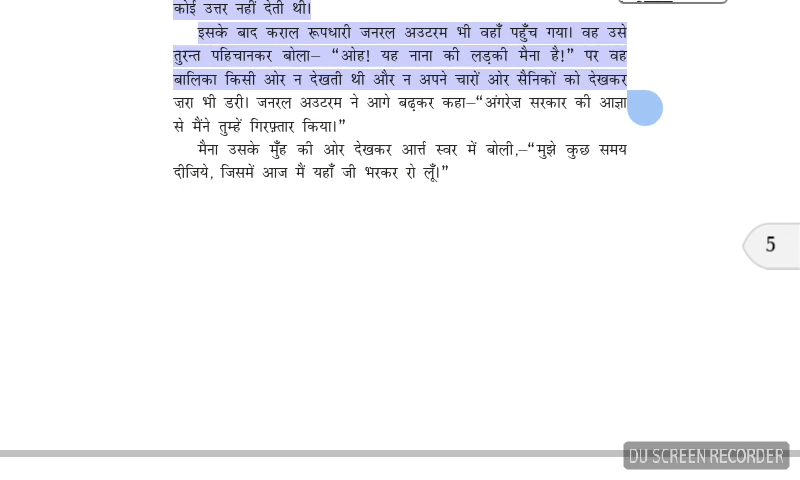 कोई उत्तर नहीं देती थी।
इसके बाद कराल रूपधारी जनरल अउटरम भी वहाँ पहुँच गया। वह उसे
तुरन्त पहिचानकर बोला– “ओह! यह नाना की लड़की मैना है!” पर वह
बालिका किसी ओर न देखती थी और न अपने चारों ओर सैनिकों को देखकर
ज़रा भी डरी। जनरल अउटरम ने आगे बढ़कर कहा–“अंगरेज़ सरकार की आज्ञा
से मैंने तुम्हें गिरफ़्तार किया।”
मैना उसके मुँह की ओर देखकर आर्त्त स्वर में बोली,–“मुझे कुछ समय
दीजिये, जिसमें आज मैं यहाँ जी भरकर रो लूँ।”
5
DU SCREEN RECORDER